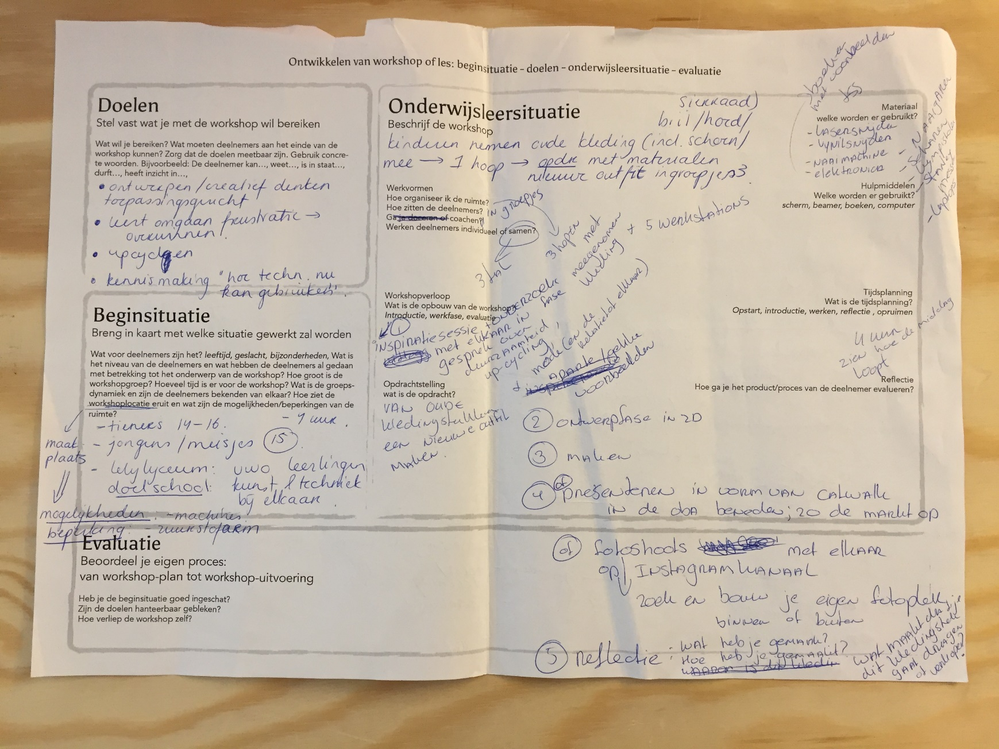 Ontwikkelen van workshop of les: beginsituatie - doelen - onderwijsleersituatie - evaluatie
Doelen
Stel vast wat je met de workshop wil bereiken
Wat wil je bereiken? Wat moeten deelnemers aan het einde van de
workshop kunnen? Zorg dat de doelen meetbaar zijn. Gebruik concre-
te woorden. Bijvoorbeeld: De deelnemer kan..., weet..., is in staat...,
durft..., heeft inzicht in...,
• ontwerpen / creatief denken
toepassingsgericht
• leert omgaan frustratie →
overwinnen!
• upcyclen
• kennismaking "hoe techn. nu
kan gebruiken".
Beginsituatie
Breng in kaart met welke situatie gewerkt zal worden
Wat voor deelnemers zijn het? leeftijd, geslacht, bijzonderheden, Wat is
het niveau van de deelnemers en wat hebben de deelnemers al gedaan
met betrekking tot het onderwerp van de workshop? Hoe groot is de
workshopgroep? Hoeveel tijd is er voor de workshop? Wat is de groeps-
dynamiek en zijn de deelnemers bekenden van elkaar? Hoe ziet de
workshoplocatie eruit en wat zijn de mogelijkheden/beperkingen van de
ruimte?
- tieners 14-16.
- 4 uur.
maak
plaats
- jongens / meisjes 15
- lelylyceum: vwo leerlingen
doel school: kunst & techniek
bij elkaar.
mogelijkheden: - machines
beperking: - zuurstofarm
Evaluatie
Beoordeel je eigen proces:
van workshop-plan tot workshop-uitvoering
Heb je de beginsituatie goed ingeschat?
Zijn de doelen hanteerbaar gebleken?
Hoe verliep de workshop zelf?
Onderwijsleersituatie
Beschrijf de workshop
sieraad)
bril/hoed/
kinderen nemen oude kleding (incl. schoen/
mee → 1 hoop → opdr. met materialen
nieuwe outfit in groepjes 3.
Werkvormen
Hoe organiseer ik de ruimte?
Hoe zitten de deelnemers? in groepjes
Ga je doceren of coachen?
Werken deelnemers individueel of samen?
3 tal
3 hopen met
meegenomen
kleding + 5 werkstations
Workshopverloop
Wat is de opbouw van de workshop?
Introductie, werkfase, evaluatie
1
inspiratiesessie + onderzoek fase
met elkaar in
gesprek over
duurzaamheid,
up-cycling,
mode (en de
relatie tot elkaar)
+ aparte / gekke
voorbeelden
Opdrachtstelling
wat is de opdracht?
van oude
kledingstukken
een nieuwe outfit
maken.
2 ontwerpfase in 2D
3 maken
4 of presenteren in vorm van catwalk
in de oba beneden; zo de markt op
of fotoshoots met elkaar
op Instagramkanaal
zoek en bouw je eigen fotoplek
binnen of buiten
5 reflectie: Wat heb je gemaakt?
Hoe heb je gemaakt?
waarom is dit kledin
wat maakt dat je
dit kledingstuk
gaat dragen
of verkopen?
boeken
met voorbeelden
Materiaal
welke worden er gebruikt?
- lasersnijder
- vynilsnyder
- naaimachine
- elektronica
- naaigaren
- scharen
- lijmpistolen
- stanley
messen
- laptops
Hulpmiddelen
Welke worden er gebruikt?
scherm, beamer, boeken, computer
Tijdsplanning
Wat is de tijdsplanning?
Opstart, introductie, werken, reflectie , opruimen
4 uur
zien hoe de middag
loopt
Reflectie
Hoe ga je het product/proces van de deelnemer evalueren?